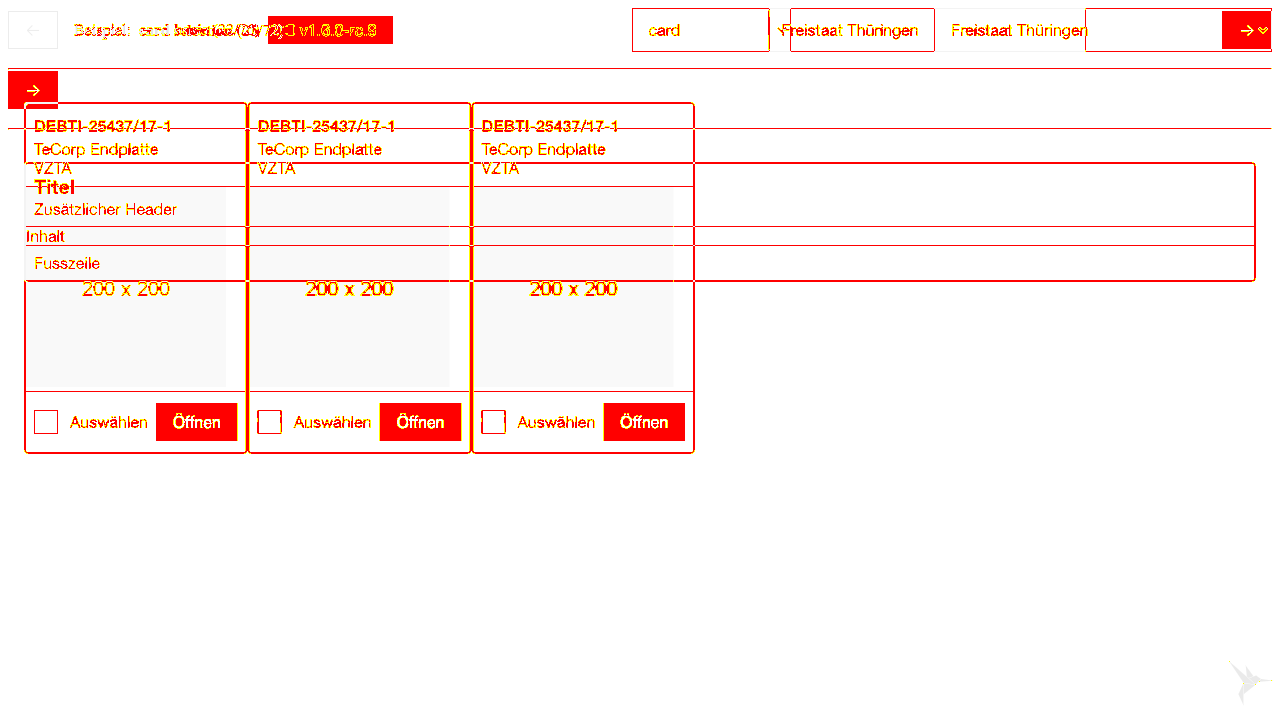 Beispiel: card v1.6.0-rc.9
card
Freistaat Thüringen
Freistaat Thüringen
DEBTI-25437/17-1
TeCorp Endplatte
VZTA
DEBTI-25437/17-1
TeCorp Endplatte
VZTA
DEBTI-25437/17-1
TeCorp Endplatte
VZTA
Titel
Zusätzlicher Header
Inhalt
Fusszeile
200 x 200
200 x 200
200 x 200
Auswählen
Öffnen
Auswählen
Öffnen
Auswählen
Öffnen